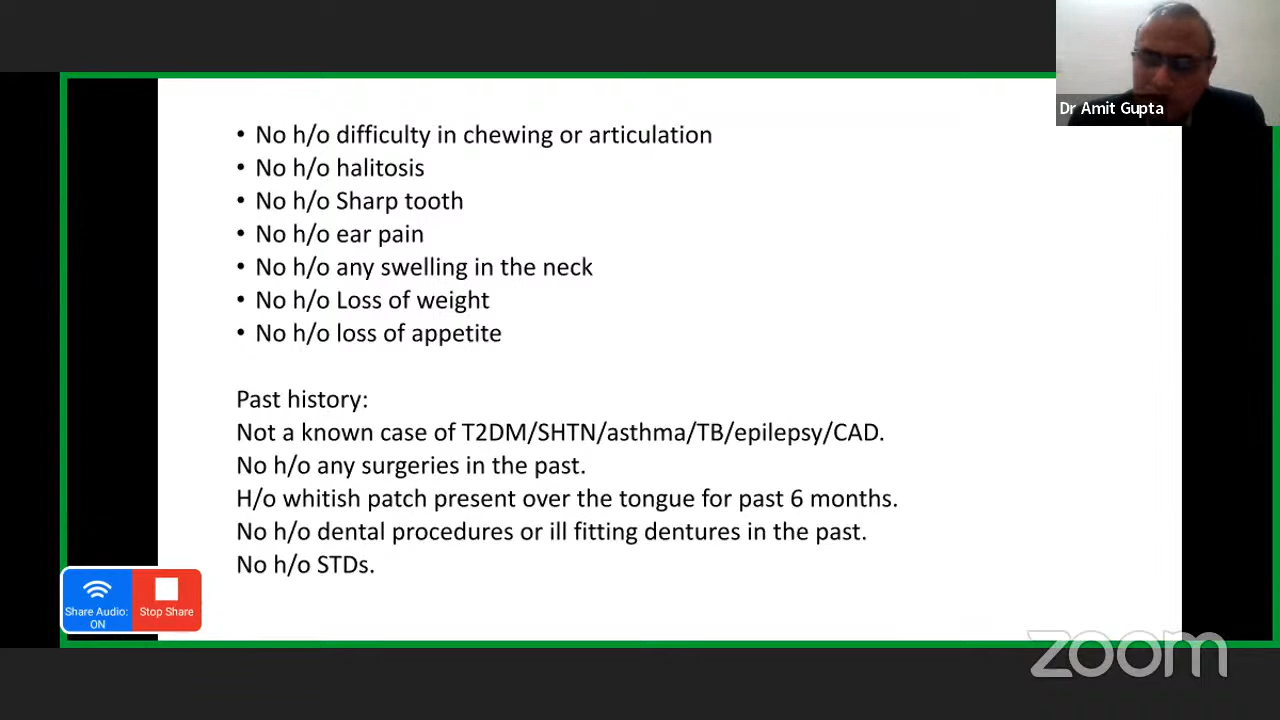 Dr Amit Gupta
• No h/o difficulty in chewing or articulation
• No h/o halitosis
• No h/o Sharp tooth
• No h/o ear pain
• No h/o any swelling in the neck
• No h/o Loss of weight
• No h/o loss of appetite
Past history:
Not a known case of T2DM/SHTN/asthma/TB/epilepsy/CAD.
No h/o any surgeries in the past.
H/o whitish patch present over the tongue for past 6 months.
No h/o dental procedures or ill fitting dentures in the past.
No h/o STDs.
Share Audio:
ON
Stop Share
zoom